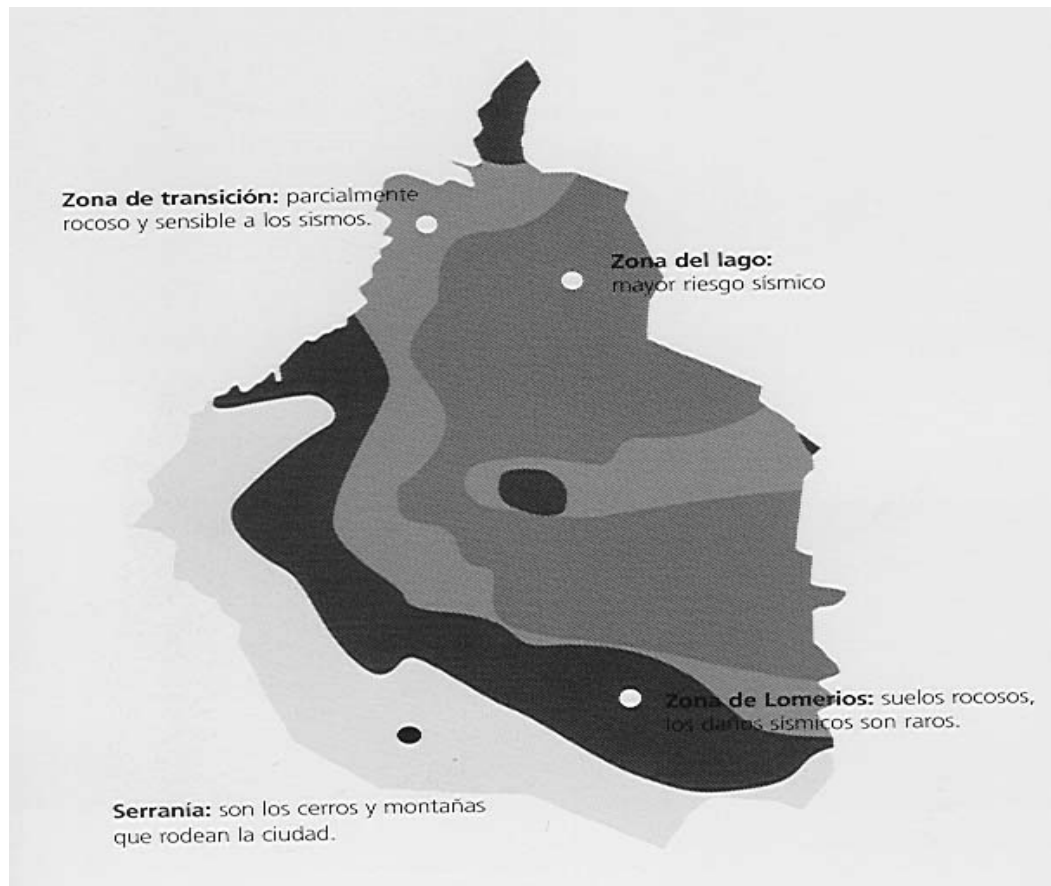 Zona de transición: parcialmente
rocoso y sensible a los sismos.
Zona del lago:
mayor riesgo sísmico
Zona de Lomerios: suelos rocosos,
los daños sísmicos son raros.
Serranía: son los cerros y montañas
que rodean la ciudad.